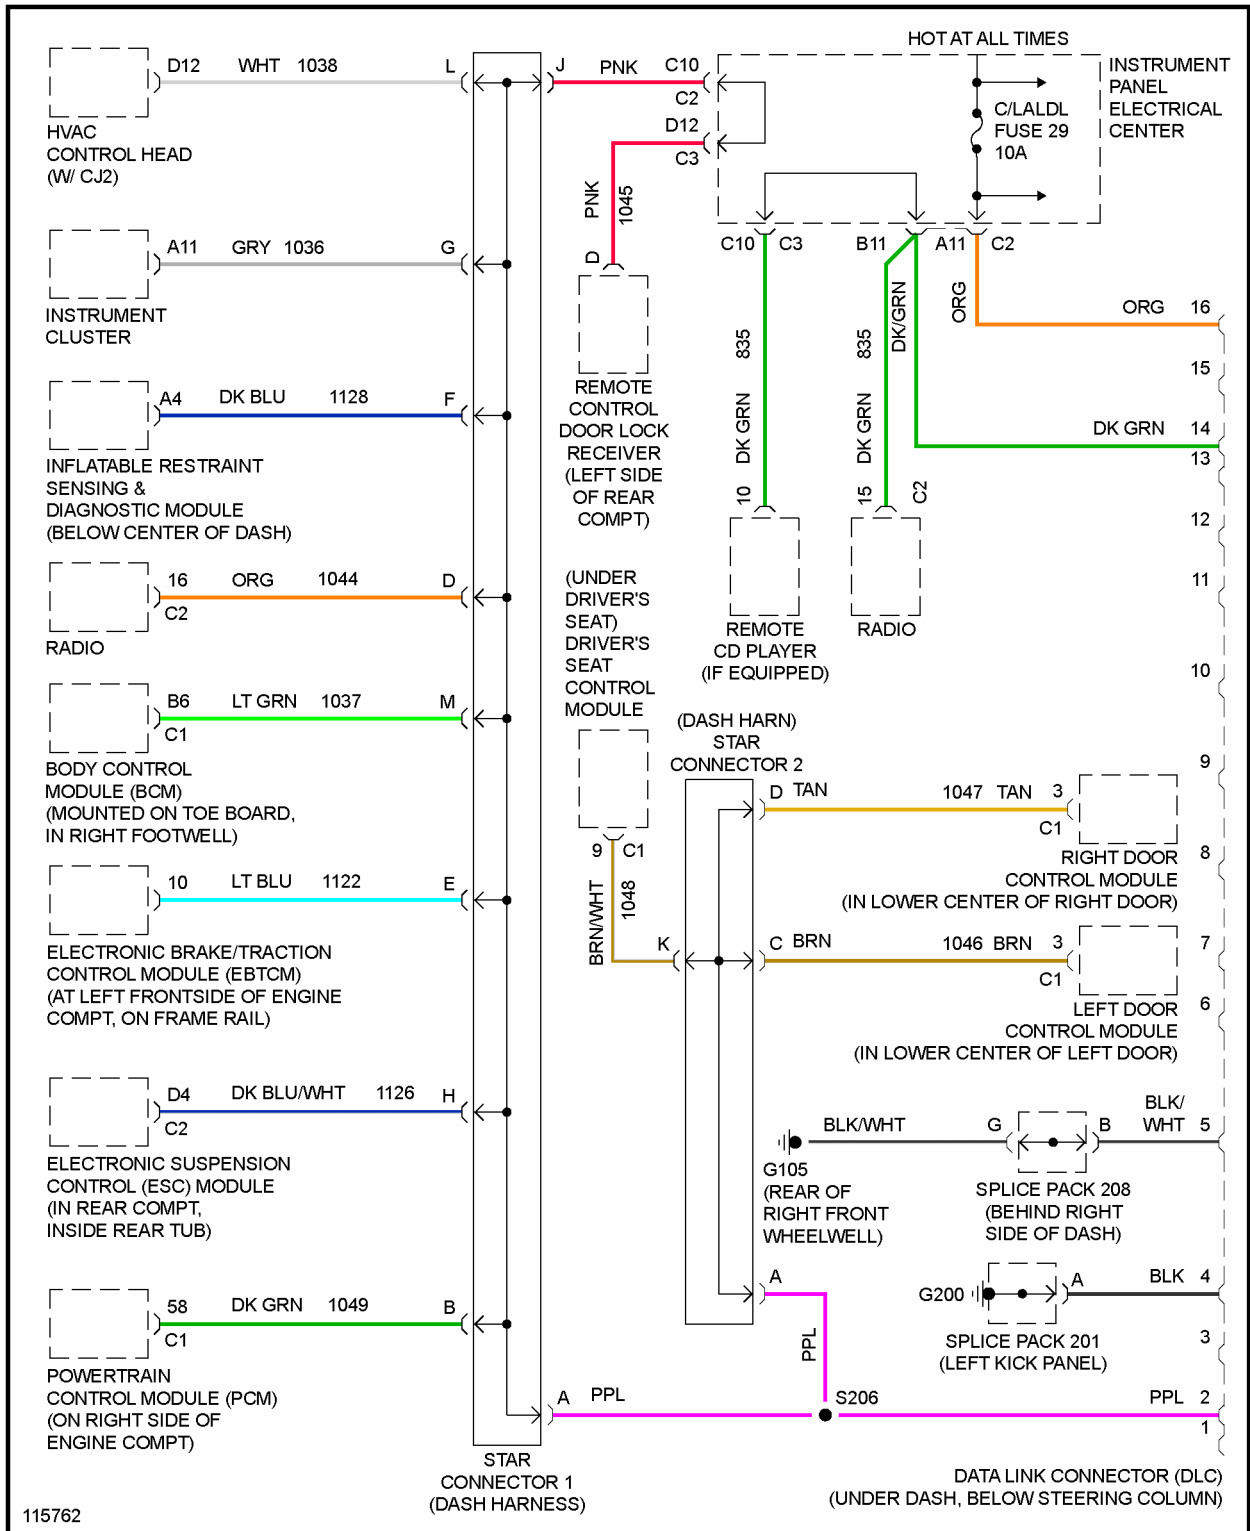 HOT AT ALL TIMES
INSTRUMENT
PANEL
ELECTRICAL
CENTER
C/LALDL
FUSE 29
10A
D12 WHT 1038 L
HVAC
CONTROL HEAD
(W/ CJ2)
J PNK C10
C2
D12
C3
PNK
1045
D
REMOTE
CONTROL
DOOR LOCK
RECEIVER
(LEFT SIDE
OF REAR
COMPT)
C10 C3 B11 A11 C2
A11 GRY 1036 G
INSTRUMENT
CLUSTER
835
DK GRN
10
REMOTE
CD PLAYER
(IF EQUIPPED)
835
DK GRN
15
DK/GRN
C2
RADIO
ORG
ORG 16
15
DK GRN 14
13
12
11
10
9
8
7
6
A4 DK BLU 1128 F
INFLATABLE RESTRAINT
SENSING &
DIAGNOSTIC MODULE
(BELOW CENTER OF DASH)
16 ORG 1044 D
C2
RADIO
B6 LT GRN 1037 M
C1
BODY CONTROL
MODULE (BCM)
(MOUNTED ON TOE BOARD,
IN RIGHT FOOTWELL)
10 LT BLU 1122 E
ELECTRONIC BRAKE/TRACTION
CONTROL MODULE (EBTCM)
(AT LEFT FRONTSIDE OF ENGINE
COMPT, ON FRAME RAIL)
D4 DK BLU/WHT 1126 H
C2
ELECTRONIC SUSPENSION
CONTROL (ESC) MODULE
(IN REAR COMPT,
INSIDE REAR TUB)
58 DK GRN 1049 B
C1
POWERTRAIN
CONTROL MODULE (PCM)
(ON RIGHT SIDE OF
ENGINE COMPT)
(UNDER
DRIVER'S
SEAT)
DRIVER'S
SEAT
CONTROL
MODULE
9 C1
BRN/WHT
1048
K
(DASH HARN)
STAR
CONNECTOR 2
D TAN 1047 TAN 3
C1
RIGHT DOOR
CONTROL MODULE
(IN LOWER CENTER OF RIGHT DOOR)
C BRN 1046 BRN 3
C1
LEFT DOOR
CONTROL MODULE
(IN LOWER CENTER OF LEFT DOOR)
BLK/WHT G B BLK/
WHT 5
G105
(REAR OF
RIGHT FRONT
WHEELWELL)
SPLICE PACK 208
(BEHIND RIGHT
SIDE OF DASH)
A
G200 A BLK 4
SPLICE PACK 201
(LEFT KICK PANEL)
3
PPL
A PPL S206 PPL 2
1
STAR
CONNECTOR 1
(DASH HARNESS)
DATA LINK CONNECTOR (DLC)
(UNDER DASH, BELOW STEERING COLUMN)
115762